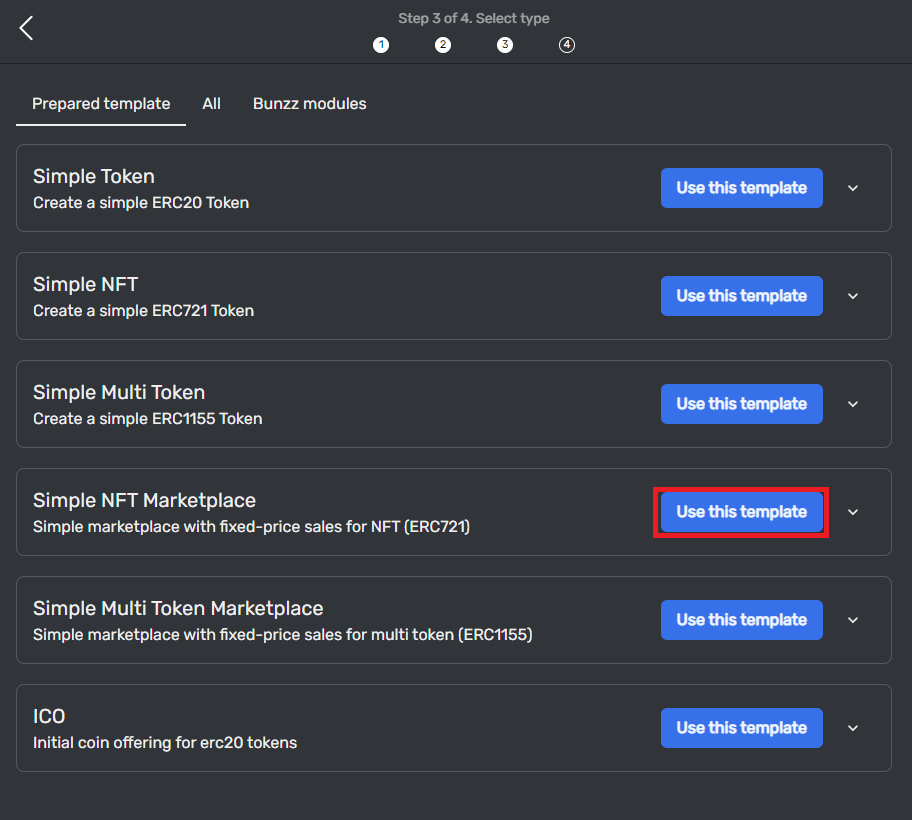 Step 3 of 4. Select type
1 2 3 4
Prepared template All Bunzz modules
Simple Token
Create a simple ERC20 Token
Use this template
Simple NFT
Create a simple ERC721 Token
Use this template
Simple Multi Token
Create a simple ERC1155 Token
Use this template
Simple NFT Marketplace
Simple marketplace with fixed-price sales for NFT (ERC721)
Use this template
Simple Multi Token Marketplace
Simple marketplace with fixed-price sales for multi token (ERC1155)
Use this template
ICO
Initial coin offering for erc20 tokens
Use this template